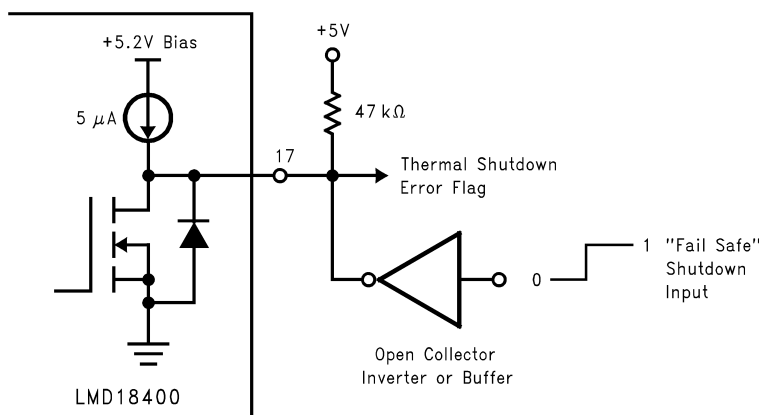 +5.2V Bias
5 μA
LMD18400
17
+5V
47 kΩ
Thermal Shutdown
Error Flag
0
1
"Fail Safe"
Shutdown
Input
Open Collector
Inverter or Buffer